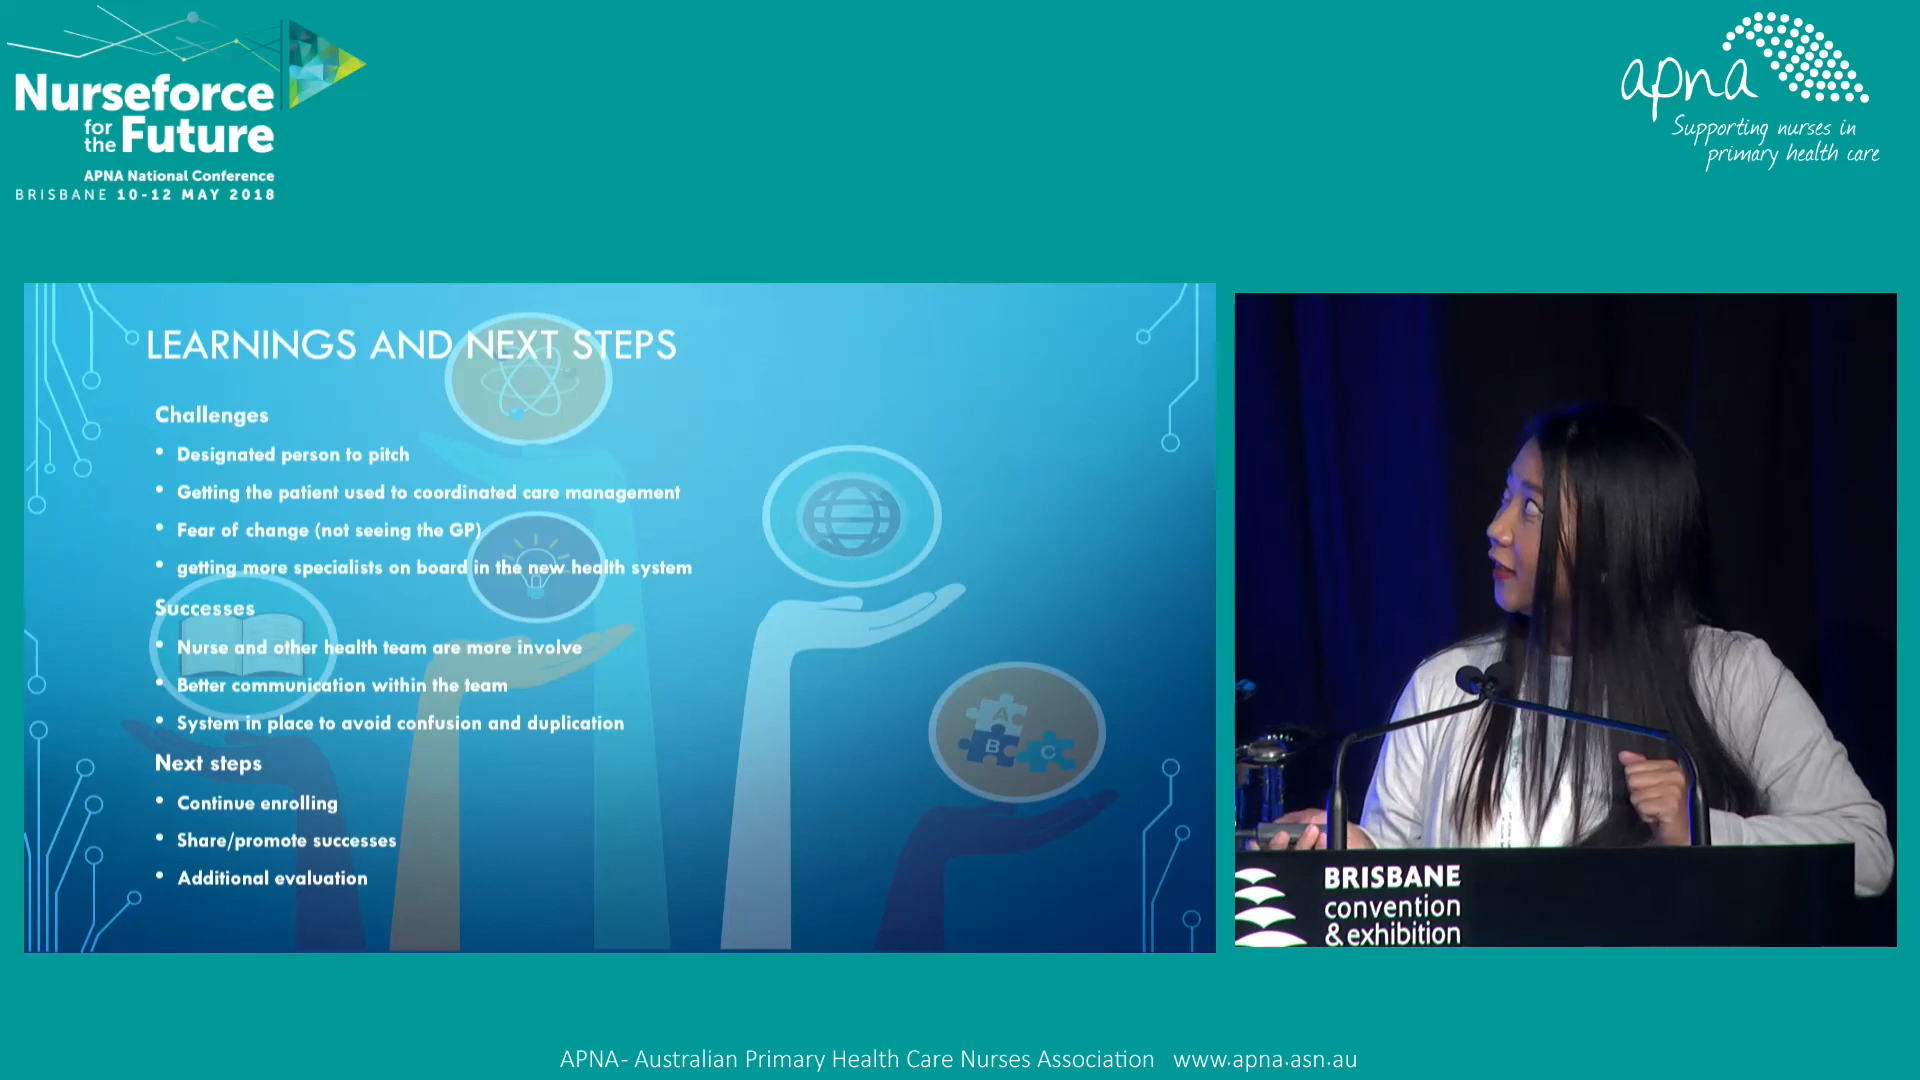 Nurseforce
for
the Future
APNA National Conference
BRISBANE 10-12 MAY 2018
apna
Supporting nurses in
primary health care
LEARNINGS AND NEXT STEPS
Challenges
• Designated person to pitch
• Getting the patient used to coordinated care management
• Fear of change (not seeing the GP)
• getting more specialists on board in the new health system
Successes
• Nurse and other health team are more involve
• Better communication within the team
• System in place to avoid confusion and duplication
Next steps
• Continue enrolling
• Share/promote successes
• Additional evaluation
A
B
C
BRISBANE
convention
& exhibition
APNA- Australian Primary Health Care Nurses Association www.apna.asn.au